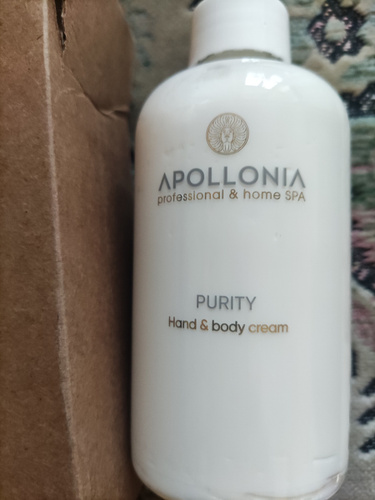 APOLLONIA
professional & home SPA
PURITY
Hand & body cream